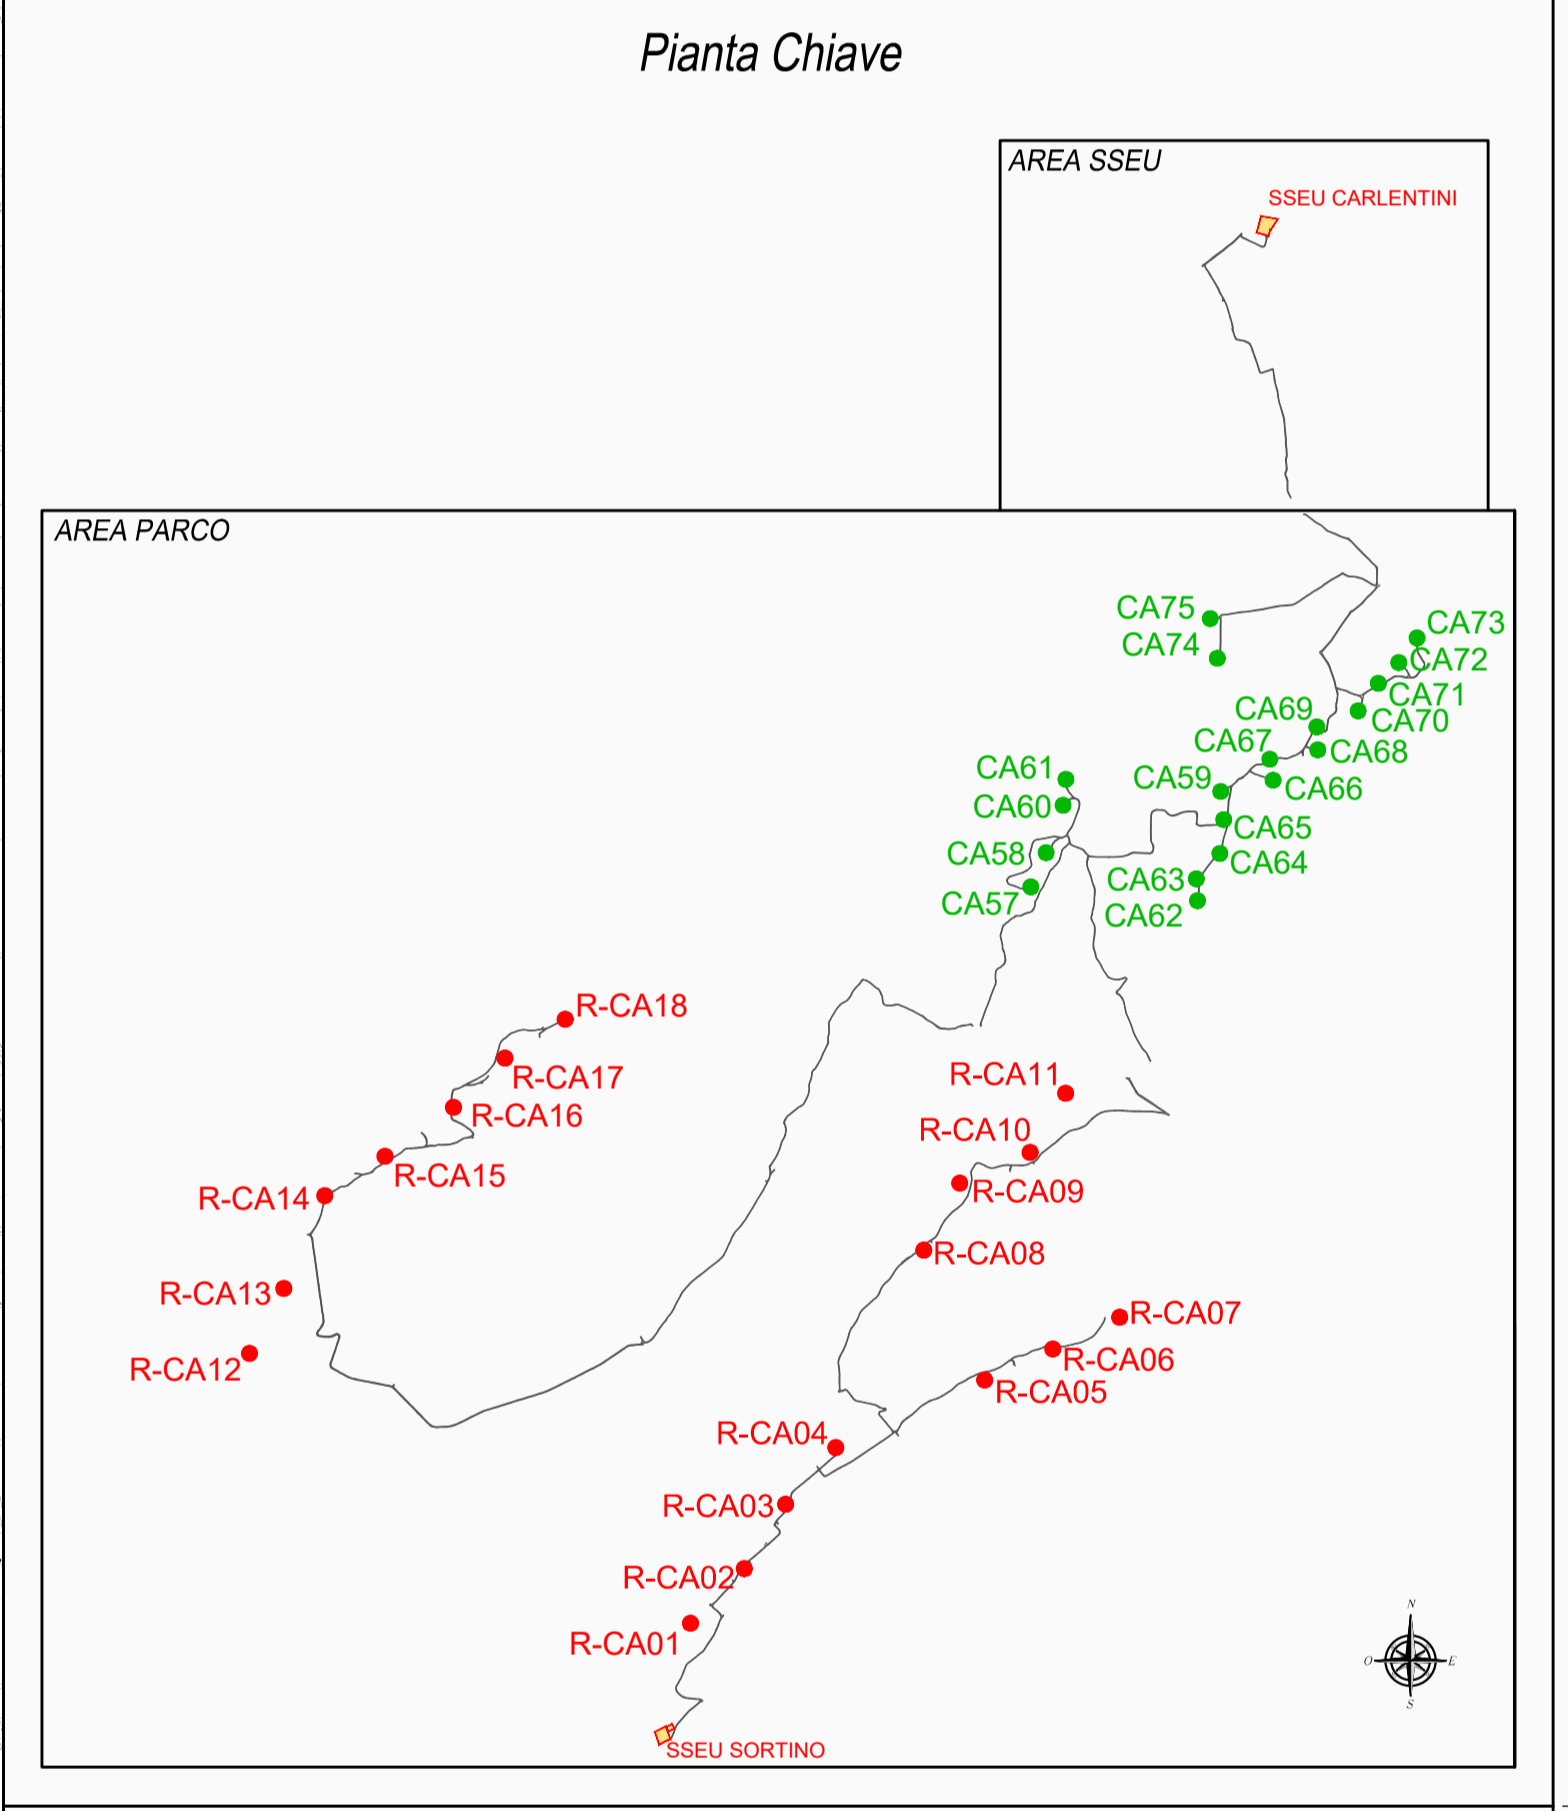 Pianta Chiave
AREA SSEU
SSEU CARLENTINI
AREA PARCO
CA75
CA73
CA74
CA72
CA71
CA69
CA70
CA67
CA68
CA61
CA59
CA66
CA60
CA65
CA58
CA64
CA63
CA57
CA62
R-CA18
R-CA17
R-CA11
R-CA16
R-CA10
R-CA15
R-CA14
R-CA09
R-CA08
R-CA13
R-CA07
R-CA12
R-CA06
R-CA05
R-CA04
R-CA03
R-CA02
R-CA01
N
O
E
S
SSEU SORTINO